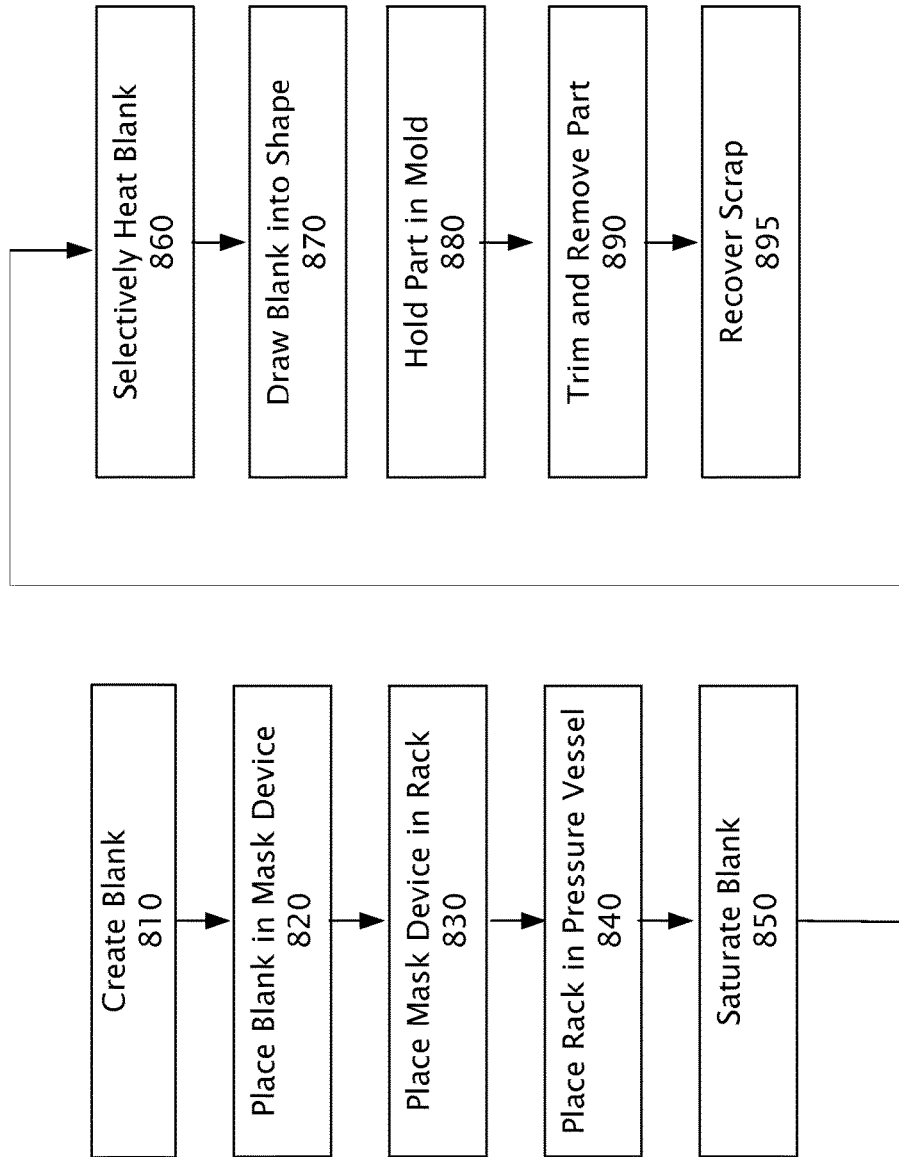 Create Blank
810
Place Blank in Mask Device
820
Place Mask Device in Rack
830
Place Rack in Pressure Vessel
840
Saturate Blank
850
Selectively Heat Blank
860
Draw Blank into Shape
870
Hold Part in Mold
880
Trim and Remove Part
890
Recover Scrap
895